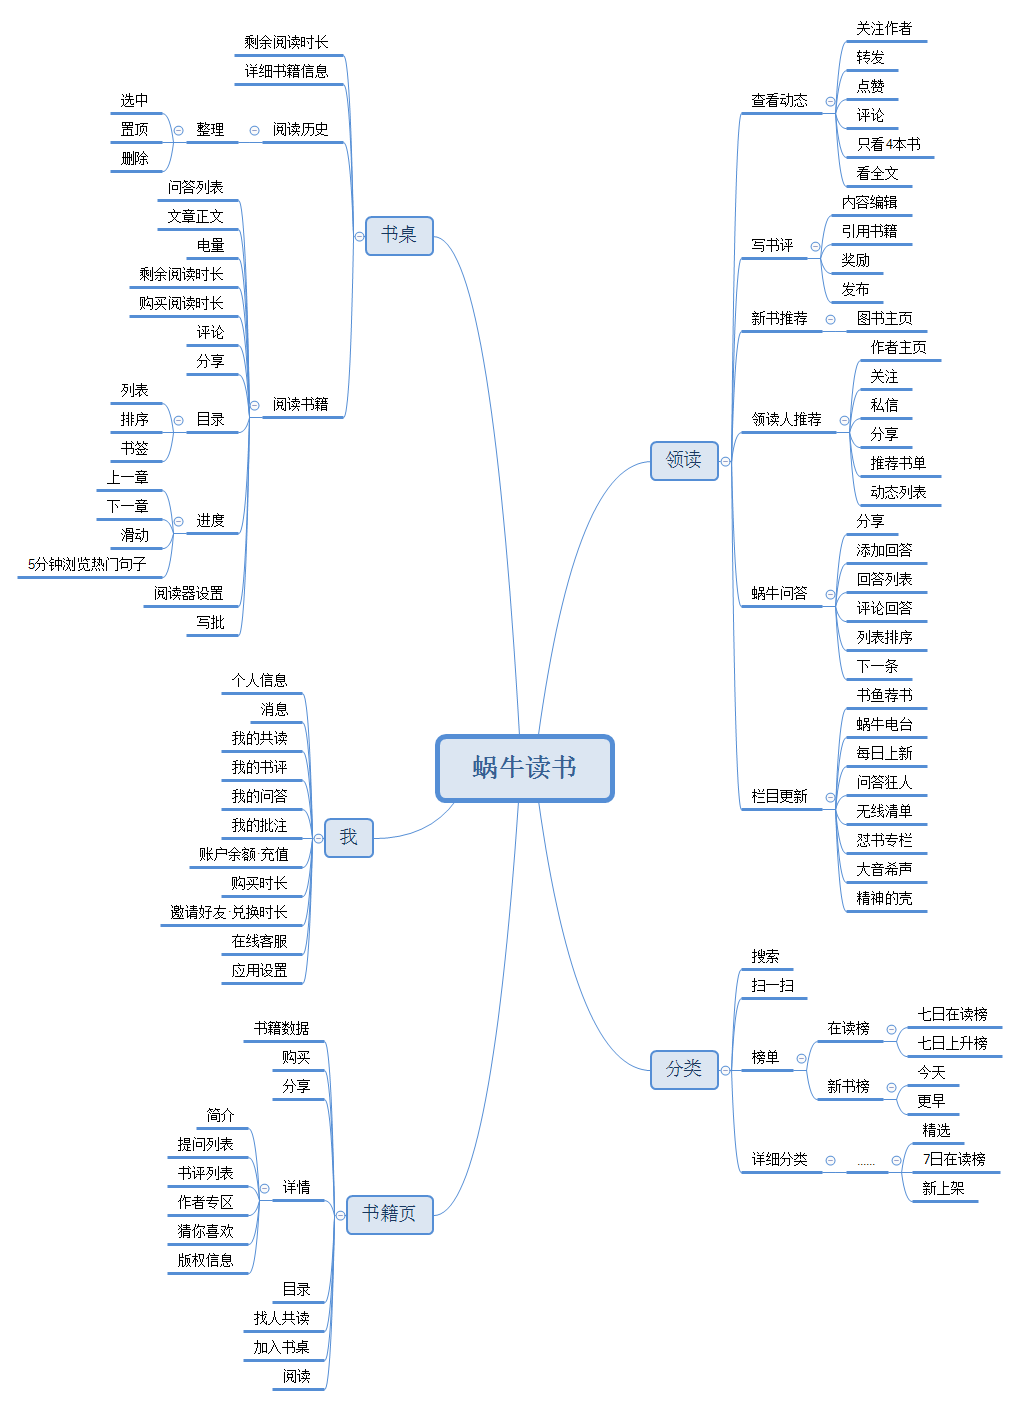 蜗牛读书
书桌
剩余阅读时长
详细书籍信息
阅读历史
整理
选中
置顶
删除
阅读书籍
问答列表
文章正文
电量
剩余阅读时长
购买阅读时长
评论
分享
目录
列表
排序
书签
进度
上一章
下一章
滑动
5分钟浏览热门句子
阅读器设置
写批
我
个人信息
消息
我的共读
我的书评
我的问答
我的批注
账户余额·充值
购买时长
邀请好友·兑换时长
在线客服
应用设置
书籍页
书籍数据
购买
分享
详情
简介
提问列表
书评列表
作者专区
猜你喜欢
版权信息
目录
找人共读
加入书桌
阅读
领读
查看动态
关注作者
转发
点赞
评论
只看4本书
看全文
写书评
内容编辑
引用书籍
奖励
发布
新书推荐
图书主页
领读人推荐
作者主页
关注
私信
分享
推荐书单
动态列表
蜗牛问答
分享
添加回答
回答列表
评论回答
列表排序
下一条
栏目更新
书鱼荐书
蜗牛电台
每日上新
问答狂人
无线清单
怼书专栏
大音希声
精神的壳
分类
搜索
扫一扫
榜单
在读榜
七日在读榜
七日上升榜
新书榜
今天
更早
详细分类
......
精选
7日在读榜
新上架